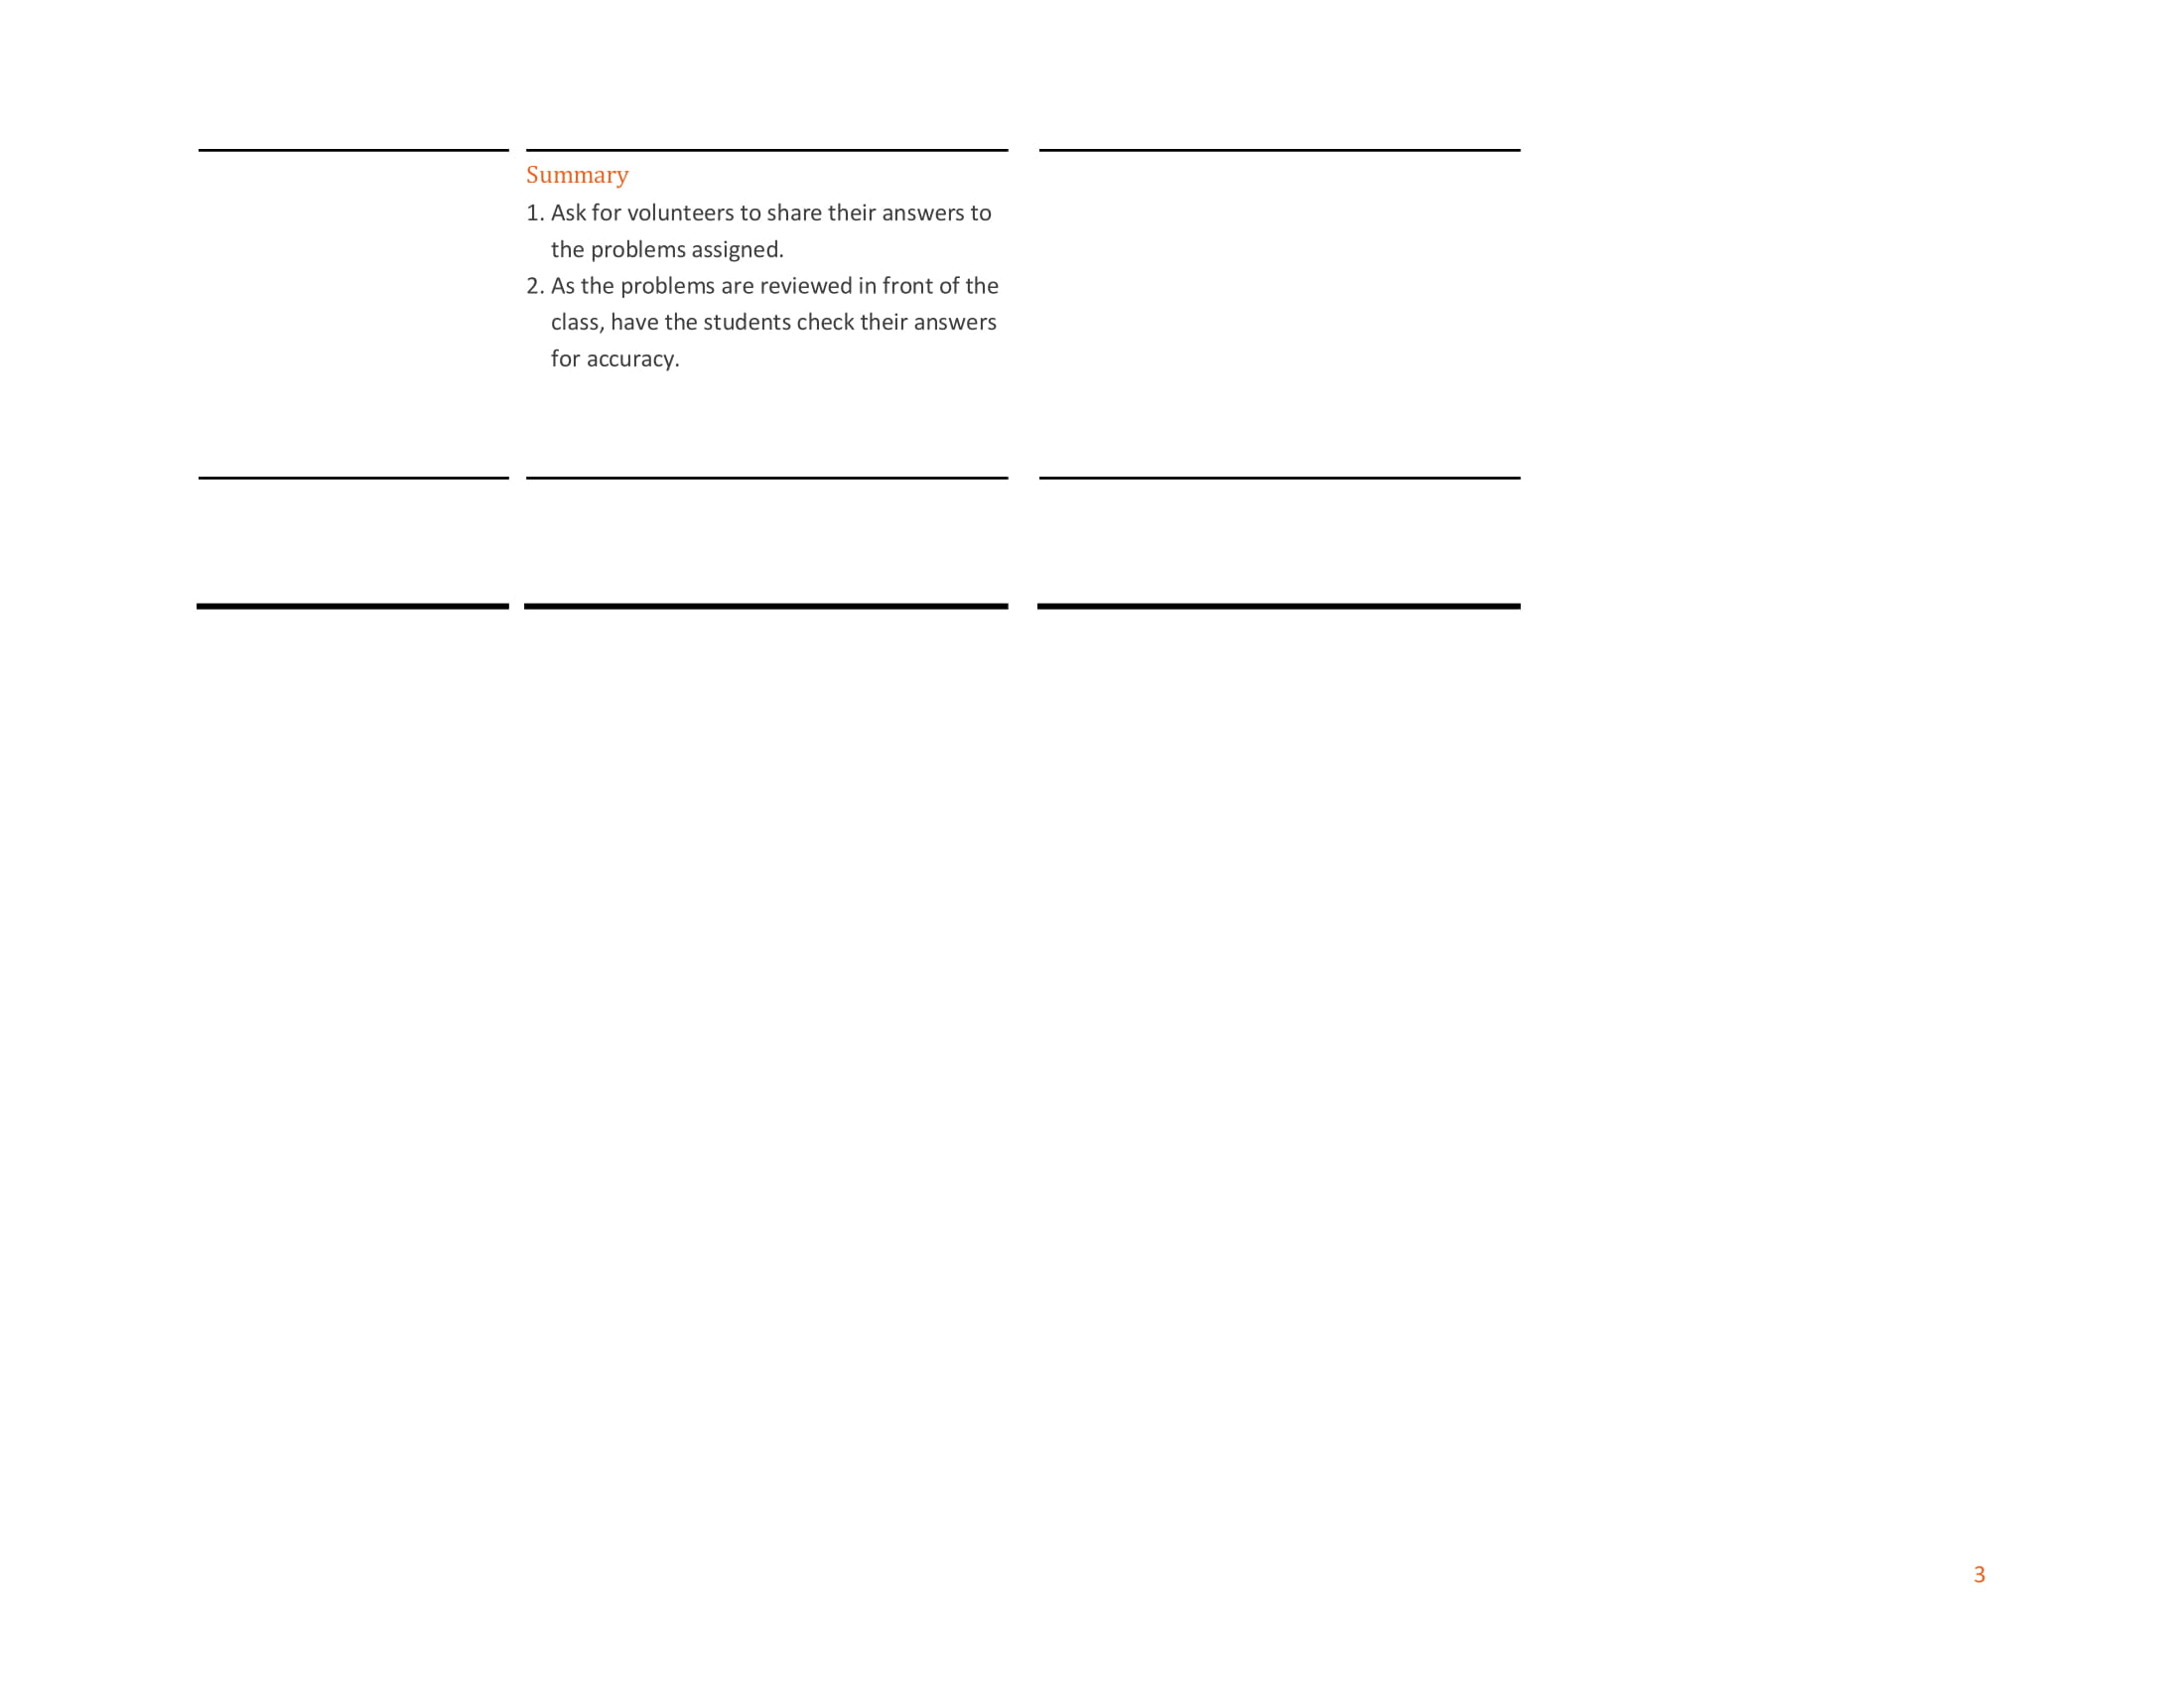 Summary
1. Ask for volunteers to share their answers to
the problems assigned.
2. As the problems are reviewed in front of the
class, have the students check their answers
for accuracy.
3